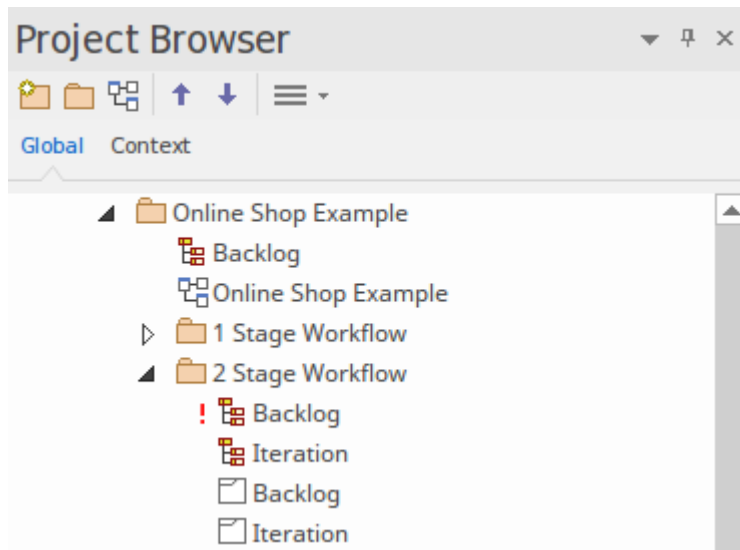 Project Browser
Global Context
Online Shop Example
Backlog
Online Shop Example
1 Stage Workflow
2 Stage Workflow
! Backlog
Iteration
Backlog
Iteration